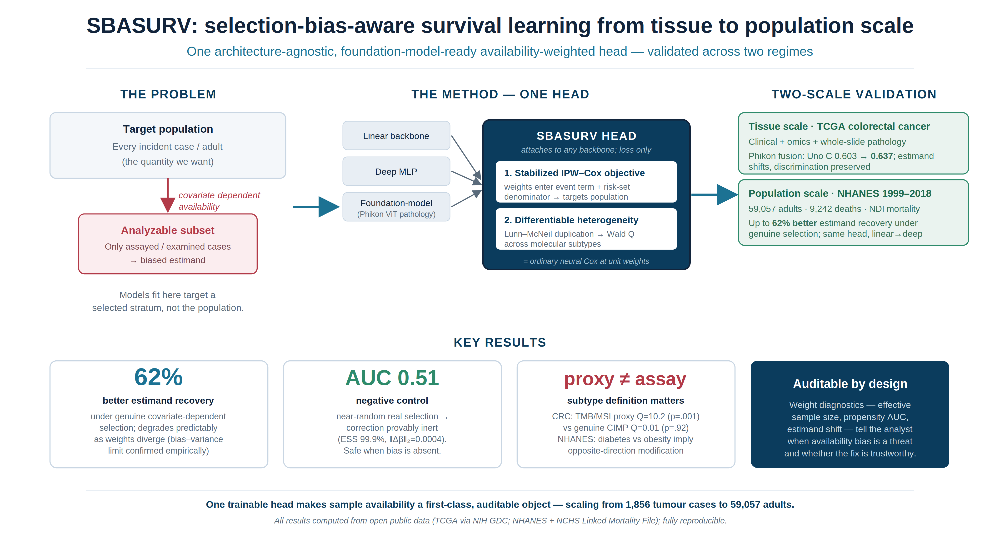 SBASURV: selection-bias-aware survival learning from tissue to population scale
One architecture-agnostic, foundation-model-ready availability-weighted head — validated across two regimes
THE PROBLEM
Target population
Every incident case / adult
(the quantity we want)
covariate-dependent
availability
Analyzable subset
Only assayed / examined cases
→ biased estimand
Models fit here target a
selected stratum, not the population.
THE METHOD — ONE HEAD
Linear backbone
Deep MLP
Foundation-model
(Phikon ViT pathology)
SBASURV HEAD
attaches to any backbone; loss only
1. Stabilized IPW–Cox objective
weights enter event term + risk-set
denominator → targets population
2. Differentiable heterogeneity
Lunn–McNeil duplication → Wald Q
across molecular subtypes
= ordinary neural Cox at unit weights
TWO-SCALE VALIDATION
Tissue scale · TCGA colorectal cancer
Clinical + omics + whole-slide pathology
Phikon fusion: Uno C 0.603 → 0.637; estimand
shifts, discrimination preserved
Population scale · NHANES 1999–2018
59,057 adults · 9,242 deaths · NDI mortality
Up to 62% better estimand recovery under
genuine selection; same head, linear→deep
KEY RESULTS
62%
better estimand recovery
under genuine covariate-dependent
selection; degrades predictably
as weights diverge (bias–variance
limit confirmed empirically)
AUC 0.51
negative control
near-random real selection →
correction provably inert
(ESS 99.9%, ‖Δβ‖₂=0.0004).
Safe when bias is absent.
proxy ≠ assay
subtype definition matters
CRC: TMB/MSI proxy Q=10.2 (p=.001)
vs genuine CIMP Q=0.01 (p=.92)
NHANES: diabetes vs obesity imply
opposite-direction modification
Auditable by design
Weight diagnostics — effective
sample size, propensity AUC,
estimand shift — tell the analyst
when availability bias is a threat
and whether the fix is trustworthy.
One trainable head makes sample availability a first-class, auditable object — scaling from 1,856 tumour cases to 59,057 adults.
All results computed from open public data (TCGA via NIH GDC; NHANES + NCHS Linked Mortality File); fully reproducible.